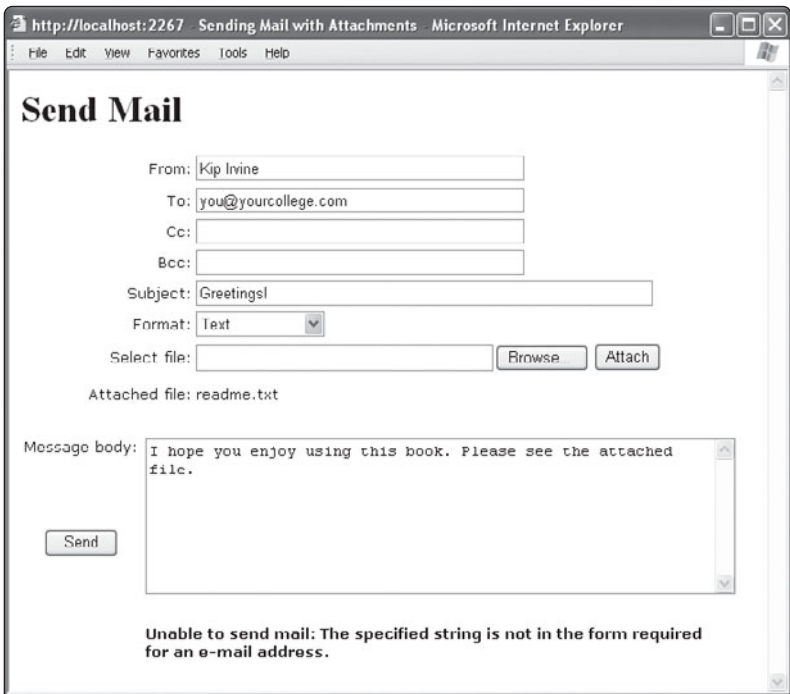 http://localhost:2267 - Sending Mail with Attachments - Microsoft Internet Explorer
File Edit View Favorites Tools Help
Send Mail
From: Kip Irvine
To: you@yourcollege.com
Cc:
Bcc:
Subject: Greetings!
Format: Text
Select file: Browse... Attach
Attached file: readme.txt
Message body: I hope you enjoy using this book. Please see the attached
file.
Send
Unable to send mail: The specified string is not in the form required
for an e-mail address.